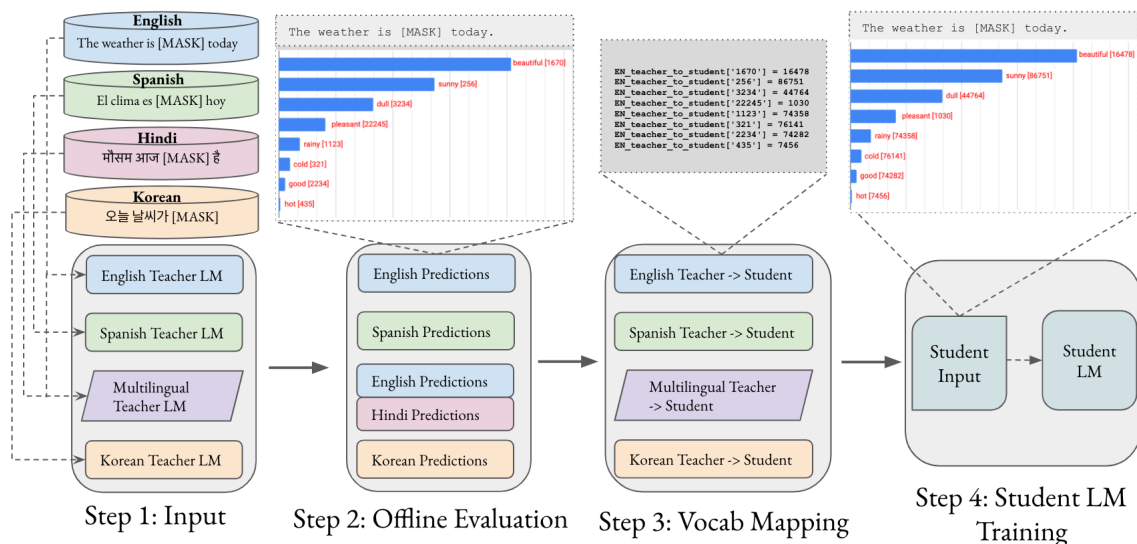 English
The weather is [MASK] today
Spanish
El clima es [MASK] hoy
Hindi
मौसम आज [MASK] है
Korean
오늘 날씨가 [MASK]
The weather is [MASK] today.
beautiful [1670]
sunny [256]
dull [3234]
pleasant [22245]
rainy [1123]
cold [321]
good [2234]
hot [435]
EN_teacher_to_student['1670'] = 16478
EN_teacher_to_student['256'] = 86751
EN_teacher_to_student['3234'] = 44764
EN_teacher_to_student['22245'] = 1030
EN_teacher_to_student['1123'] = 74358
EN_teacher_to_student['321'] = 76141
EN_teacher_to_student['2234'] = 74282
EN_teacher_to_student['435'] = 7456
The weather is [MASK] today.
beautiful [16478]
sunny [86751]
dull [44764]
pleasant [1030]
rainy [74358]
cold [76141]
good [74282]
hot [7456]
English Teacher LM
Spanish Teacher LM
Multilingual
Teacher LM
Korean Teacher LM
Step 1: Input
English Predictions
Spanish Predictions
English Predictions
Hindi Predictions
Korean Predictions
Step 2: Offline Evaluation
English Teacher -> Student
Spanish Teacher -> Student
Multilingual Teacher
-> Student
Korean Teacher -> Student
Step 3: Vocab Mapping
Student
Input
Student
LM
Step 4: Student LM
Training